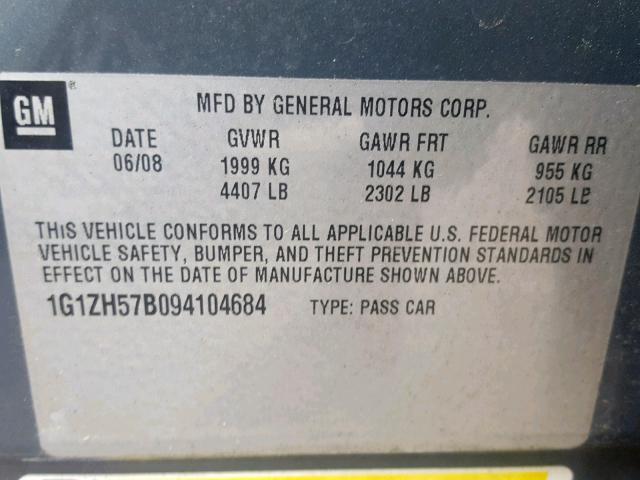 GM ®
MFD BY GENERAL MOTORS CORP.
DATE GVWR GAWR FRT GAWR RR
06/08 1999 KG 1044 KG 955 KG
4407 LB 2302 LB 2105 LB
THIS VEHICLE CONFORMS TO ALL APPLICABLE U.S. FEDERAL MOTOR
VEHICLE SAFETY, BUMPER, AND THEFT PREVENTION STANDARDS IN
EFFECT ON THE DATE OF MANUFACTURE SHOWN ABOVE.
1G1ZH57B094104684 TYPE: PASS CAR